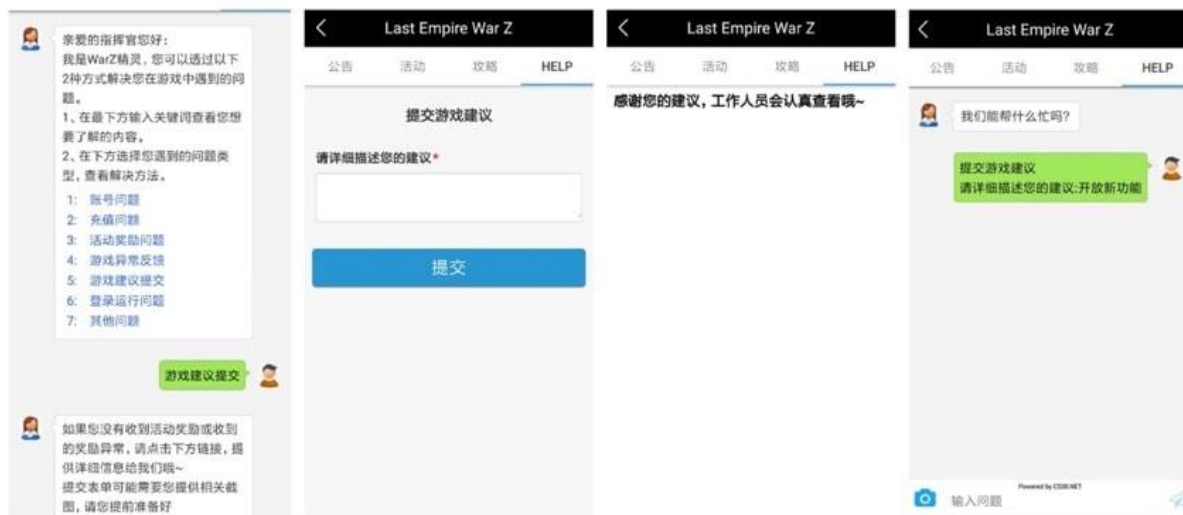 亲爱的指挥官您好：
我是WarZ精灵，您可以透过以下
2种方式解决您在游戏中遇到的问
题。
1、在最下方输入关键词查看您想
要了解的内容。
2、在下方选择您遇到的问题类
型，查看解决方法。
1: 账号问题
2: 充值问题
3: 活动奖励问题
4: 游戏异常反馈
5: 游戏建议提交
6: 登录运行问题
7: 其他问题
游戏建议提交
如果您没有收到活动奖励或收到
的奖励异常，请点击下方链接，提
供详细信息给我们哦~
提交表单可能需要您提供相关截
图，请您提前准备好
Last Empire War Z
公告 活动 攻略 HELP
提交游戏建议
请详细描述您的建议*
提交
Last Empire War Z
公告 活动 攻略 HELP
感谢您的建议，工作人员会认真查看哦~
Last Empire War Z
公告 活动 攻略 HELP
我们能帮什么忙吗？
提交游戏建议
请详细描述您的建议:开放新功能
Powered by CS30.NET
输入问题